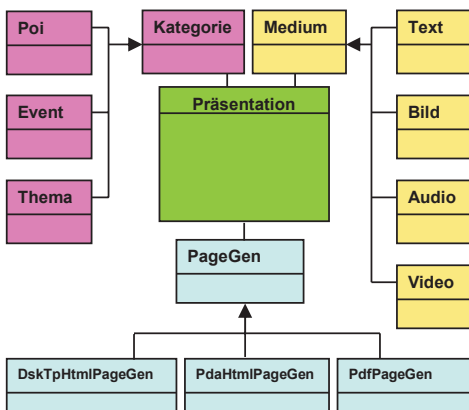 Poi
Kategorie
Medium
Text
Präsentation
Event
Bild
Thema
Audio
PageGen
Video
DskTpHtmlPageGen
PdaHtmlPageGen
PdfPageGen